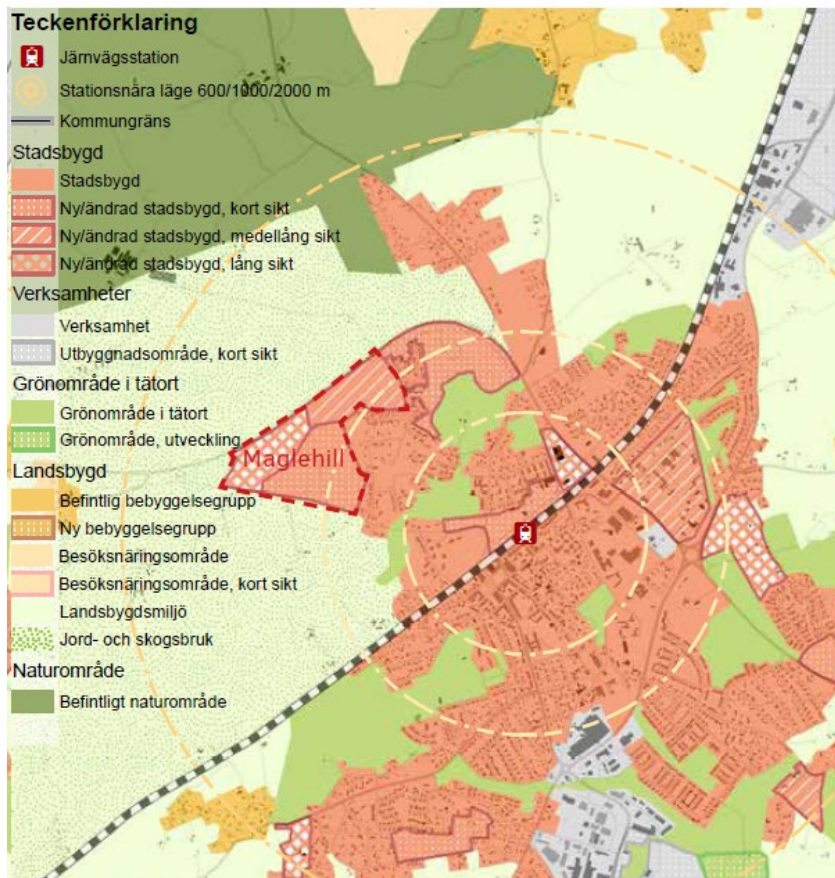 Teckenförklaring
Järnvägsstation
Stationsnära läge 600/1000/2000 m
Kommungräns
Stadsbygd
Stadsbygd
Ny/ändrad stadsbygd, kort sikt
Ny/ändrad stadsbygd, medellång sikt
Ny/ändrad stadsbygd, lång sikt
Verksamheter
Verksamhet
Utbyggnadsområde, kort sikt
Grönområde i tätort
Grönområde i tätort
Grönområde, utveckling
Maglehill
Landsbygd
Befintlig bebyggelsegrupp
Ny bebyggelsegrupp
Besöksnäringsområde
Besöksnäringsområde, kort sikt
Landsbygdsmiljö
Jord- och skogsbruk
Naturområde
Befintligt naturområde